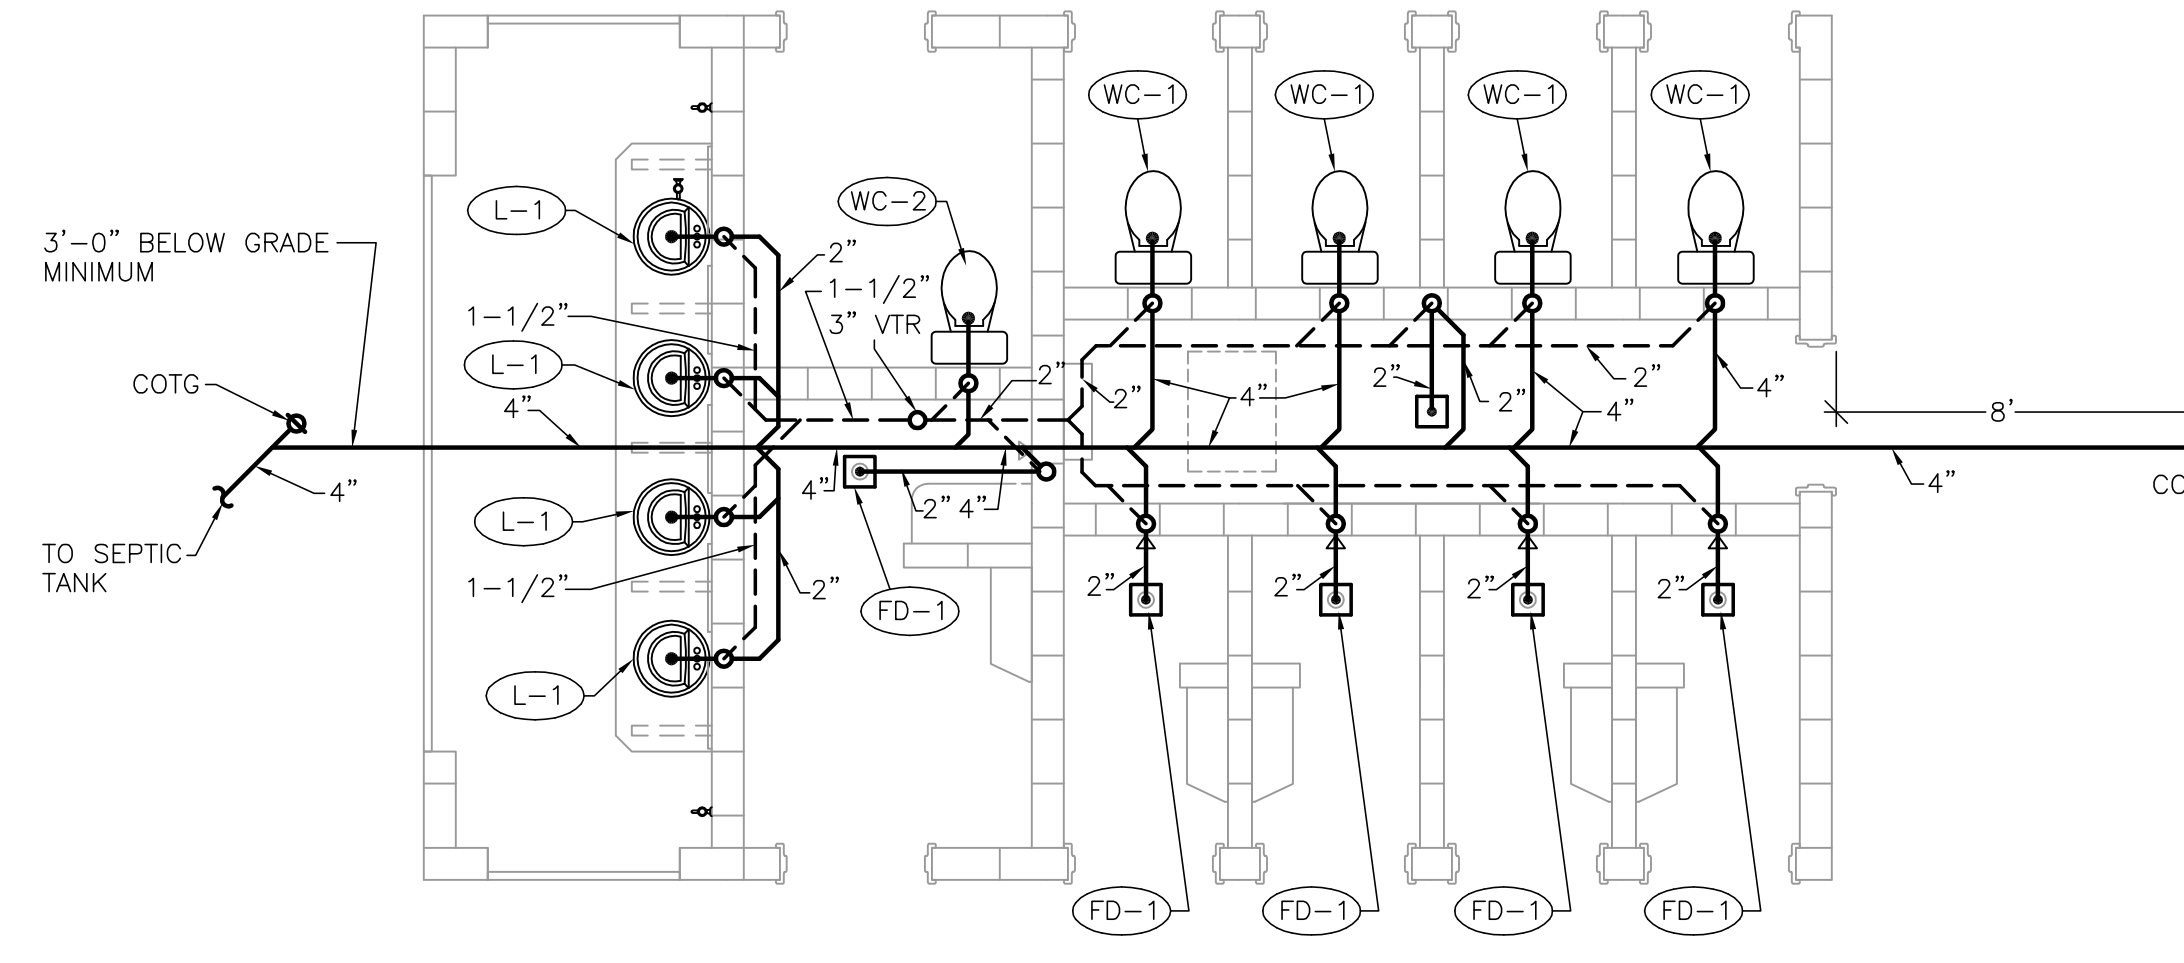 WC-1
WC-1
WC-1
WC-1
WC-2
L-1
3'-0" BELOW GRADE
MINIMUM
2"
1-1/2"
3" VTR
1-1/2"
L-1
COTG
4"
2"
2"
4"
2"
2"
4"
2"
4"
8'
4"
4"
2" 4"
4"
CO
L-1
TO SEPTIC
TANK
1-1/2"
2"
FD-1
2"
2"
2"
2"
L-1
FD-1
FD-1
FD-1
FD-1